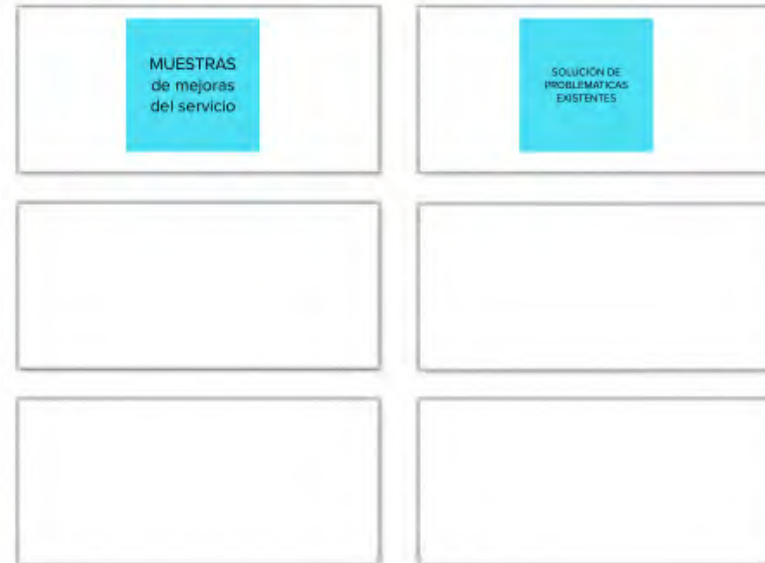 MUESTRAS
de mejoras
del servicio
SOLUCIÓN DE
PROBLEMATICAS
EXISTENTES